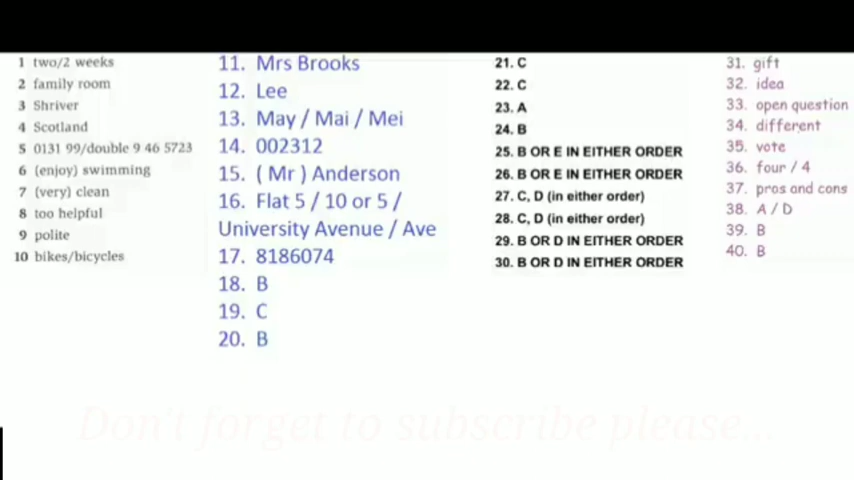 1 two/2 weeks
2 family room
3 Shriver
4 Scotland
5 0131 99/double 9 46 5723
6 (enjoy) swimming
7 (very) clean
8 too helpful
9 polite
10 bikes/bicycles
11. Mrs Brooks
12. Lee
13. May / Mai / Mei
14. 002312
15. ( Mr ) Anderson
16. Flat 5 / 10 or 5 /
University Avenue / Ave
17. 8186074
18. B
19. C
20. B
21. C
22. C
23. A
24. B
25. B OR E IN EITHER ORDER
26. B OR E IN EITHER ORDER
27. C, D (in either order)
28. C, D (in either order)
29. B OR D IN EITHER ORDER
30. B OR D IN EITHER ORDER
31. gift
32. idea
33. open question
34. different
35. vote
36. four / 4
37. pros and cons
38. A / D
39. B
40. B
Don't forget to subscribe please...